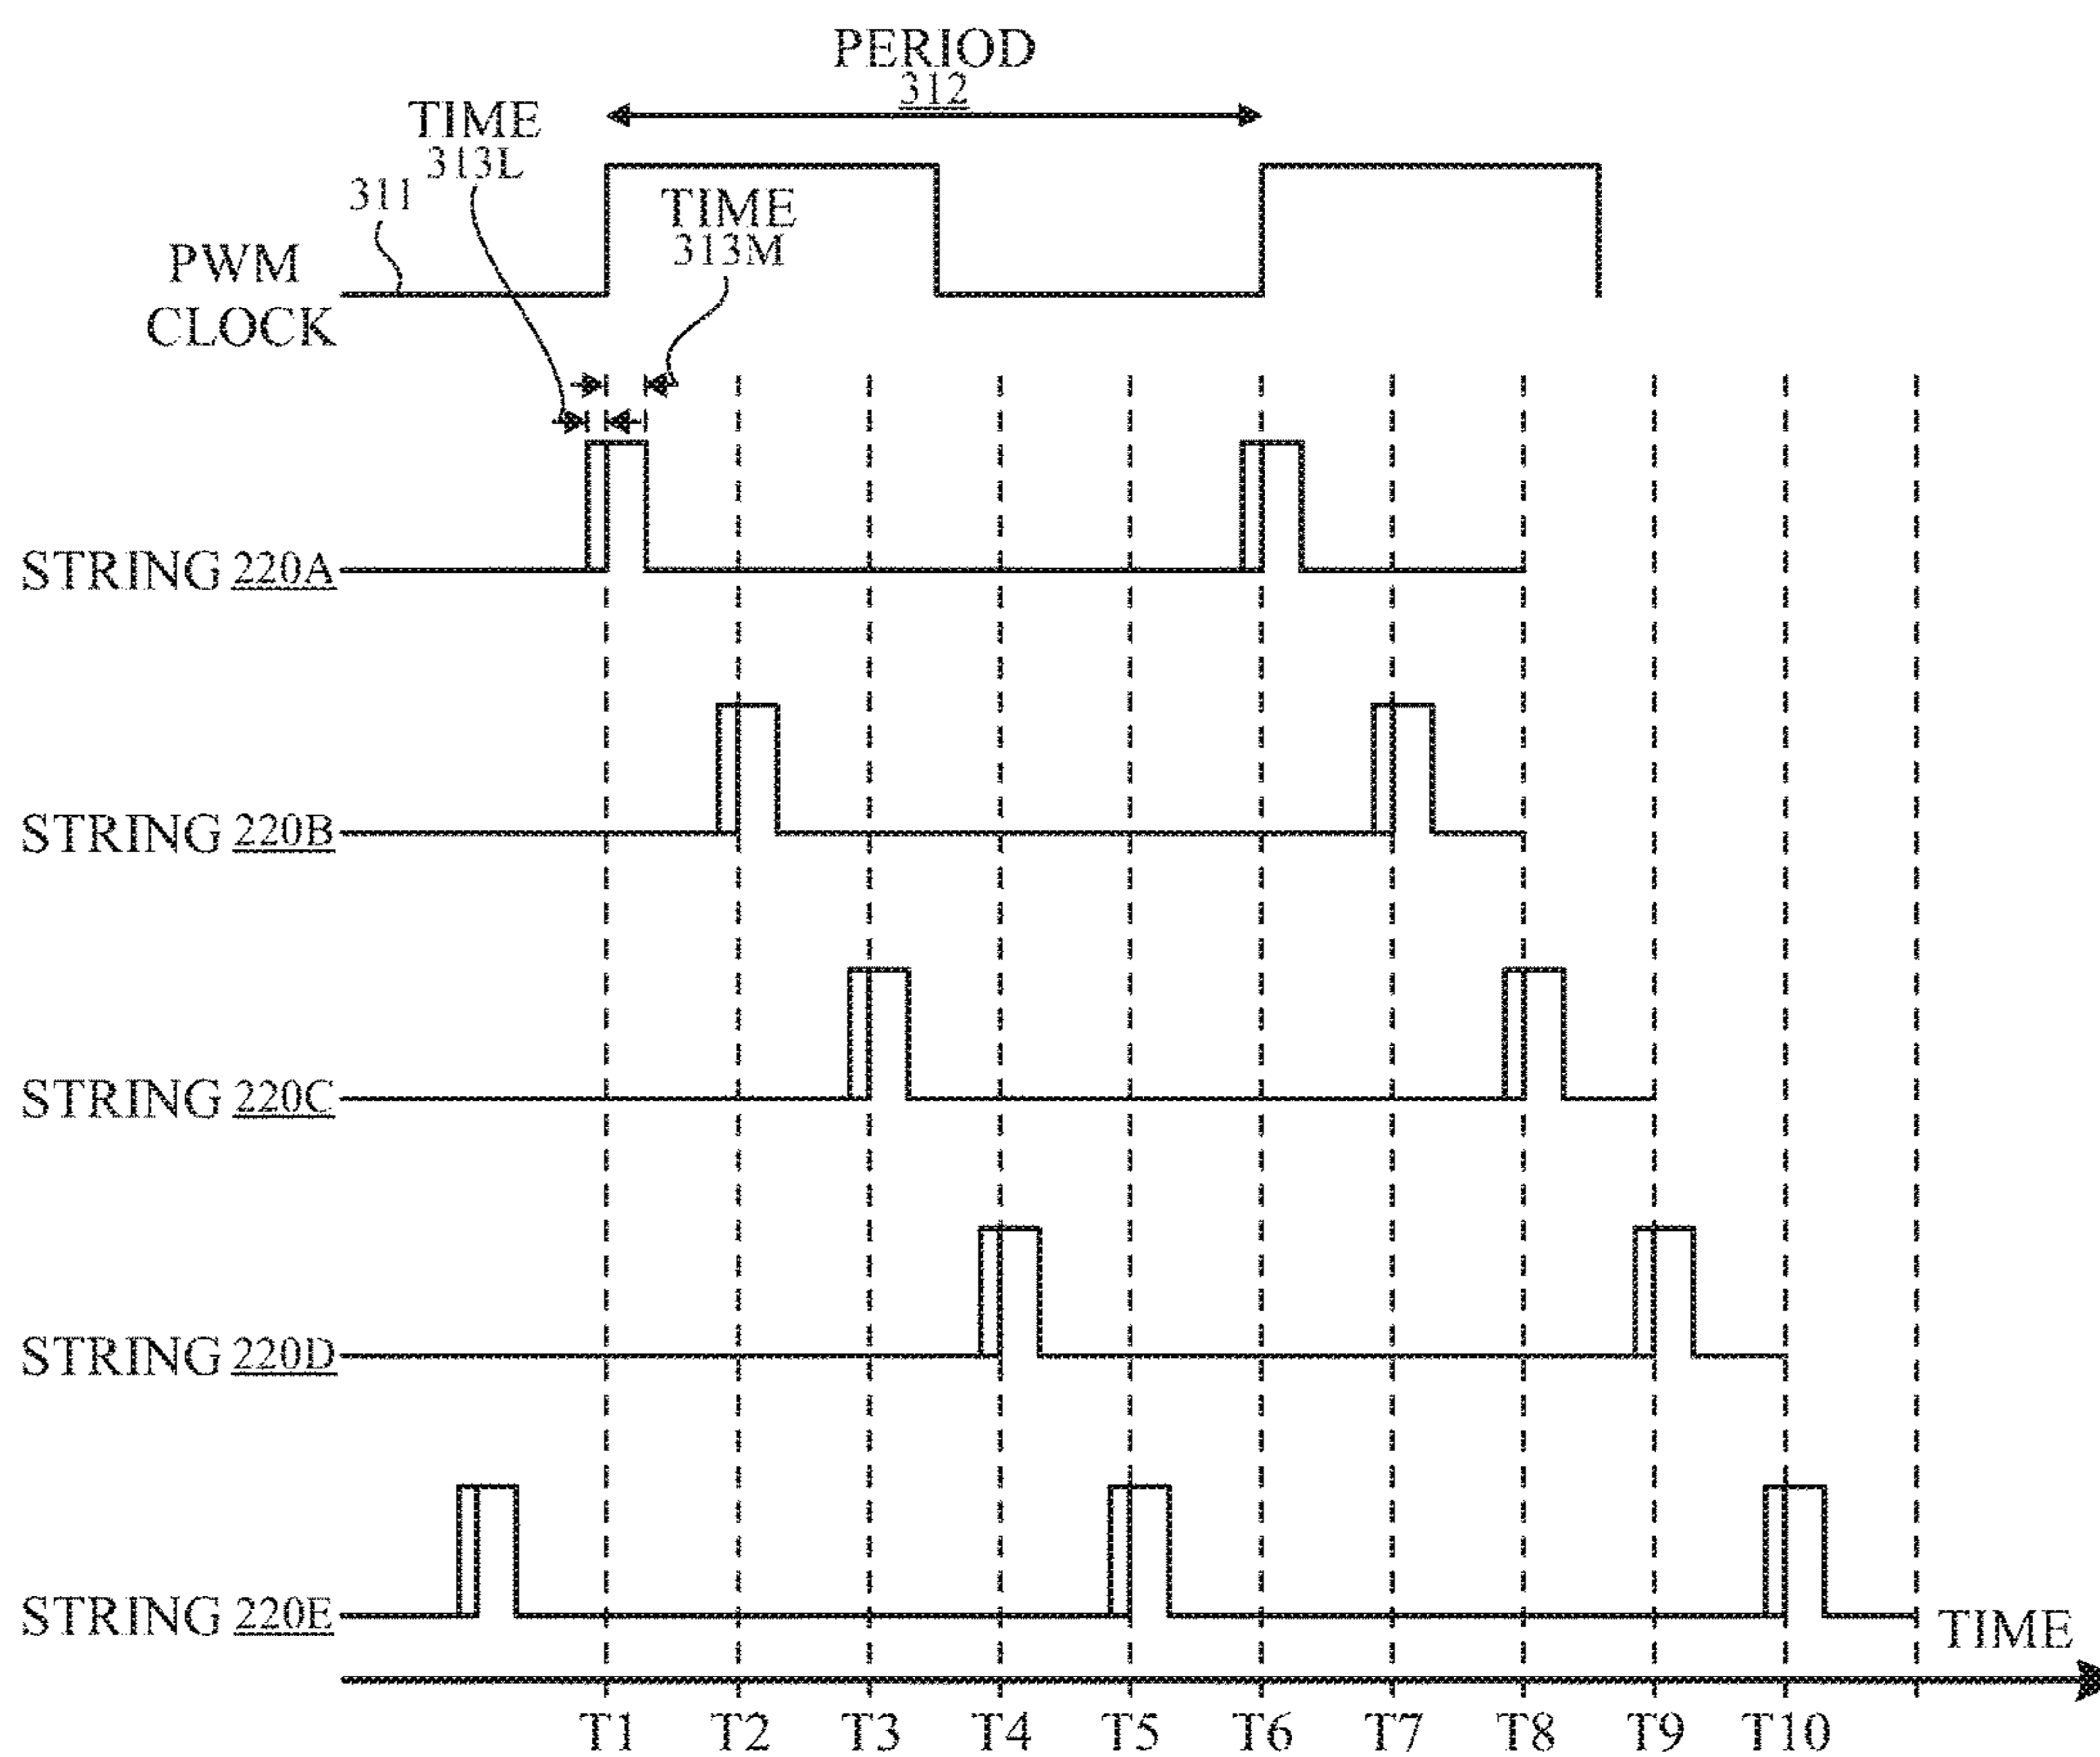 PERIOD
312
TIME
313L
311
TIME
313M
PWM
CLOCK
STRING 220A
STRING 220B
STRING 220C
STRING 220D
STRING 220E
TIME
T1 T2 T3 T4 T5 T6 T7 T8 T9 T10